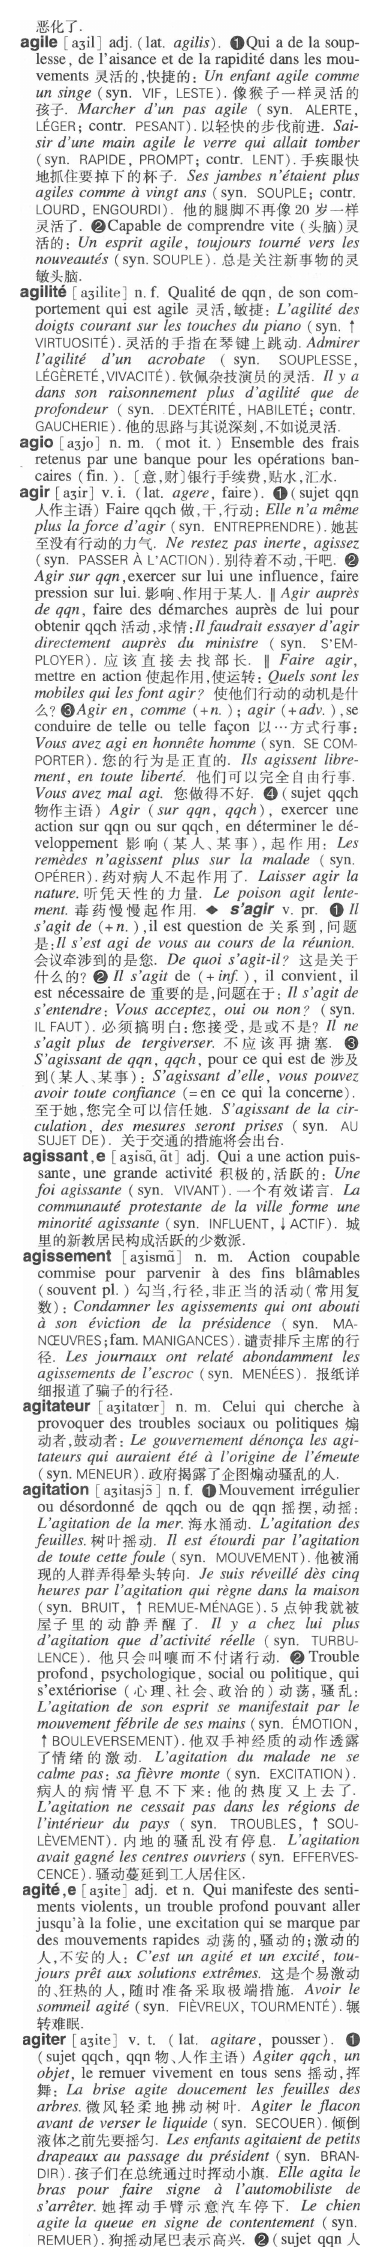 恶化了.
agile [aʒil] adj. (lat. agilis). ❶Qui a de la soup-
lesse, de l'aisance et de la rapidité dans les mou-
vements 灵活的,快捷的: Un enfant agile comme
un singe (syn. VIF, LESTE). 像猴子一样灵活的
孩子. Marcher d'un pas agile (syn. ALERTE,
LÉGER; contr. PESANT). 以轻快的步伐前进. Sai-
sir d'une main agile le verre qui allait tomber
(syn. RAPIDE, PROMPT; contr. LENT). 手疾眼快
地抓住要掉下的杯子. Ses jambes n'étaient plus
agiles comme à vingt ans (syn. SOUPLE; contr.
LOURD, ENGOURDI). 他的腿脚不再像 20 岁一样
灵活了. ❷Capable de comprendre vite (头脑)灵
活的: Un esprit agile, toujours tourné vers les
nouveautés (syn. SOUPLE). 总是关注新事物的灵
敏头脑.
agilité [aʒilite] n. f. Qualité de qqn, de son com-
portement qui est agile 灵活,敏捷: L'agilité des
doigts courant sur les touches du piano (syn. ↑
VIRTUOSITÉ). 灵活的手指在琴键上跳动. Admirer
l'agilité d'un acrobate (syn. SOUPLESSE,
LÉGÈRETÉ,VIVACITÉ). 钦佩杂技演员的灵活. Il y a
dans son raisonnement plus d'agilité que de
profondeur (syn. DEXTÉRITÉ, HABILETÉ; contr.
GAUCHERIE). 他的思路与其说深刻,不如说灵活.
agio [aʒjo] n. m. (mot it.) Ensemble des frais
retenus par une banque pour les opérations ban-
caires (fin.). [意,财]银行手续费,贴水,汇水.
agir [aʒir] v. i. (lat. agere, faire). ❶(sujet qqn
人作主语) Faire qqch 做,干,行动: Elle n'a même
plus la force d'agir (syn. ENTREPRENDRE). 她甚
至没有行动的力气. Ne restez pas inerte, agissez
(syn. PASSER À L'ACTION). 别待着不动,干吧. ❷
Agir sur qqn,exercer sur lui une influence, faire
pression sur lui. 影响、作用于某人. ‖ Agir auprès
de qqn, faire des démarches auprès de lui pour
obtenir qqch 活动,求情:Il faudrait essayer d'agir
directement auprès du ministre (syn. S'EM-
PLOYER). 应该直接去找部长. ‖ Faire agir,
mettre en action 使起作用,使运转: Quels sont les
mobiles qui les font agir? 使他们行动的动机是什
么? ❸Agir en, comme (+n.); agir (+adv.),se
conduire de telle ou telle façon 以…方式行事:
Vous avez agi en honnête homme (syn. SE COM-
PORTER). 您的行为是正直的. Ils agissent libre-
ment, en toute liberté. 他们可以完全自由行事.
Vous avez mal agi. 您做得不好. ❹(sujet qqch
物作主语) Agir (sur qqn, qqch), exercer une
action sur qqn ou sur qqch, en déterminer le dé-
veloppement 影响(某人、某事),起作用: Les
remèdes n'agissent plus sur la malade (syn.
OPÉRER). 药对病人不起作用了. Laisser agir la
nature. 听凭天性的力量. Le poison agit lente-
ment. 毒药慢慢起作用. ◆ s'agir v. pr. ❶Il
s'agit de (+n.),il est question de 关系到,问题
是:Il s'est agi de vous au cours de la réunion.
会议牵涉到的是您. De quoi s'agit-il? 这是关于
什么的? ❷ Il s'agit de (+inf.), il convient, il
est nécessaire de 重要的是,问题在于: Il s'agit de
s'entendre: Vous acceptez, oui ou non? (syn.
IL FAUT). 必须搞明白:您接受,是或不是? Il ne
s'agit plus de tergiverser. 不应该再搪塞. ❸
S'agissant de qqn, qqch, pour ce qui est de 涉及
到(某人、某事): S'agissant d'elle, vous pouvez
avoir toute confiance (=en ce qui la concerne).
至于她,您完全可以信任她. S'agissant de la cir-
culation, des mesures seront prises (syn. AU
SUJET DE). 关于交通的措施将会出台.
agissant,e [aʒisɑ̃, ɑ̃t] adj. Qui a une action puis-
sante, une grande activité 积极的,活跃的: Une
foi agissante (syn. VIVANT). 一个有效诺言. La
communauté protestante de la ville forme une
minorité agissante (syn. INFLUENT, ↓ACTIF). 城
里的新教居民构成活跃的少数派.
agissement [aʒismɑ̃] n. m. Action coupable
commise pour parvenir à des fins blâmables
(souvent pl.) 勾当,行径,非正当的活动(常用复
数): Condamner les agissements qui ont abouti
à son éviction de la présidence (syn. MA-
NŒUVRES;fam. MANIGANCES). 谴责排斥主席的行
径. Les journaux ont relaté abondamment les
agissements de l'escroc (syn. MENÉES). 报纸详
细报道了骗子的行径.
agitateur [aʒitatœr] n. m. Celui qui cherche à
provoquer des troubles sociaux ou politiques 煽
动者,鼓动者: Le gouvernement dénonça les agi-
tateurs qui auraient été à l'origine de l'émeute
(syn. MENEUR). 政府揭露了企图煽动骚乱的人.
agitation [aʒitasjɔ̃] n. f. ❶Mouvement irrégulier
ou désordonné de qqch ou de qqn 摇摆,动摇:
L'agitation de la mer. 海水涌动. L'agitation des
feuilles. 树叶摇动. Il est étourdi par l'agitation
de toute cette foule (syn. MOUVEMENT). 他被涌
现的人群弄得晕头转向. Je suis réveillé dès cinq
heures par l'agitation qui règne dans la maison
(syn. BRUIT, ↑REMUE-MÉNAGE). 5 点钟我就被
屋子里的动静弄醒了. Il y a chez lui plus
d'agitation que d'activité réelle (syn. TURBU-
LENCE). 他只会叫嚷而不付诸行动. ❷Trouble
profond, psychologique, social ou politique, qui
s'extériorise (心理、社会、政治的) 动荡,骚乱:
L'agitation de son esprit se manifestait par le
mouvement fébrile de ses mains (syn. ÉMOTION,
↑BOULEVERSEMENT). 他双手神经质的动作透露
了情绪的激动. L'agitation du malade ne se
calme pas: sa fièvre monte (syn. EXCITATION).
病人的病情平息不下来:他的热度又上去了.
L'agitation ne cessait pas dans les régions de
l'intérieur du pays (syn. TROUBLES, ↑SOU-
LÈVEMENT). 内地的骚乱没有停息. L'agitation
avait gagné les centres ouvriers (syn. EFFERVES-
CENCE). 骚动蔓延到工人居住区.
agité,e [aʒite] adj. et n. Qui manifeste des senti-
ments violents, un trouble profond pouvant aller
jusqu'à la folie, une excitation qui se marque par
des mouvements rapides 动荡的,骚动的;激动的
人,不安的人: C'est un agité et un excité, tou-
jours prêt aux solutions extrêmes. 这是个易激动
的、狂热的人,随时准备采取极端措施. Avoir le
sommeil agité (syn. FIÉVREUX, TOURMENTÉ). 辗
转难眠.
agiter [aʒite] v. t. (lat. agitare, pousser). ❶
(sujet qqch, qqn 物、人作主语) Agiter qqch, un
objet, le remuer vivement en tous sens 摇动,挥
舞: La brise agite doucement les feuilles des
arbres. 微风轻柔地拂动树叶. Agiter le flacon
avant de verser le liquide (syn. SECOUER). 倾倒
液体之前先要摇匀. Les enfants agitaient de petits
drapeaux au passage du président (syn. BRAN-
DIR). 孩子们在总统通过时挥动小旗. Elle agita le
bras pour faire signe à l'automobiliste de
s'arrêter. 她挥动手臂示意汽车停下. Le chien
agite la queue en signe de contentement (syn.
REMUER). 狗摇动尾巴表示高兴. ❷(sujet qqn 人